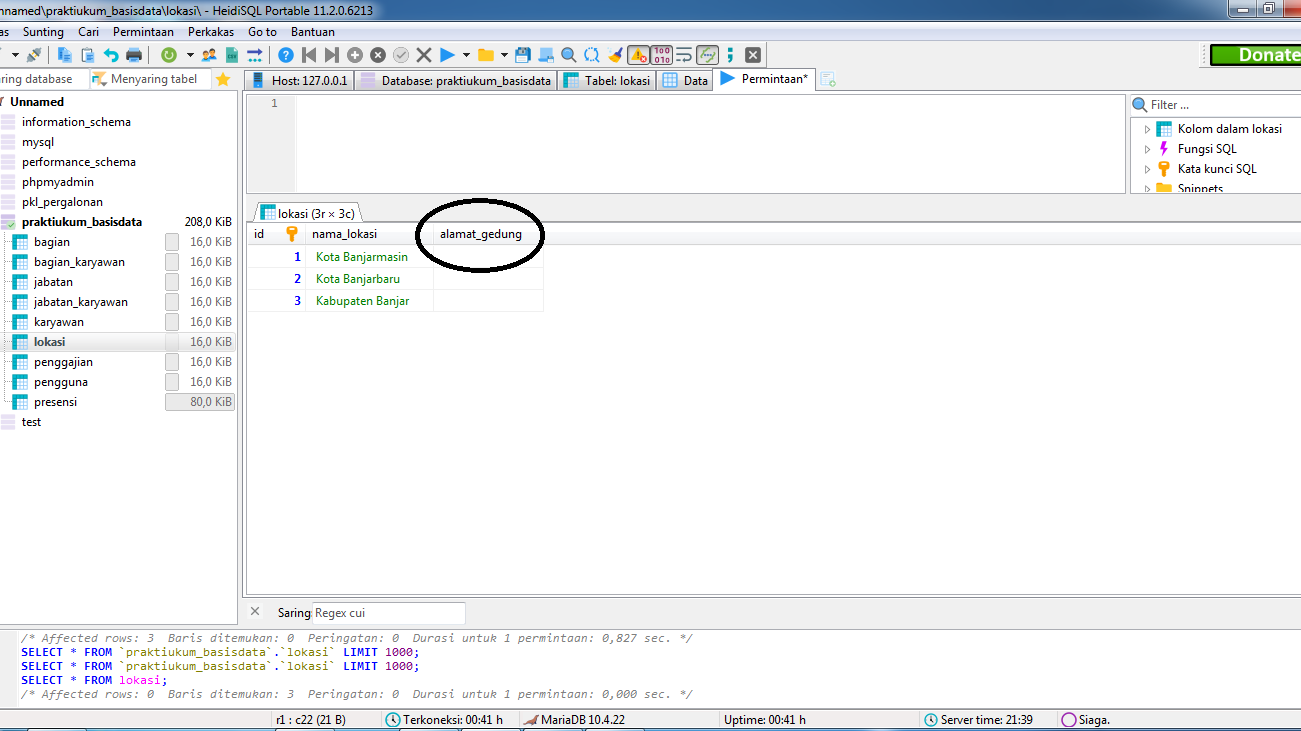 nnamed\praktiukum_basisdata\lokasi\ - HeidiSQL Portable 11.2.0.6213
as Sunting Cari Permintaan Perkakas Go to Bantuan
Donate
ring database Menyaring tabel Host: 127.0.0.1 Database: praktiukum_basisdata Tabel: lokasi Data Permintaan*
Unnamed
information_schema
mysql
performance_schema
phpmyadmin
pkl_pergalonan
praktiukum_basisdata 208,0 KiB
bagian 16,0 KiB
bagian_karyawan 16,0 KiB
jabatan 16,0 KiB
jabatan_karyawan 16,0 KiB
karyawan 16,0 KiB
lokasi 16,0 KiB
penggajian 16,0 KiB
pengguna 16,0 KiB
presensi 80,0 KiB
test
1
Filter ...
Kolom dalam lokasi
Fungsi SQL
Kata kunci SQL
Snippets
lokasi (3r × 3c)
id nama_lokasi alamat_gedung
1 Kota Banjarmasin
2 Kota Banjarbaru
3 Kabupaten Banjar
Saring Regex cui
/* Affected rows: 3 Baris ditemukan: 0 Peringatan: 0 Durasi untuk 1 permintaan: 0,827 sec. */
SELECT * FROM `praktiukum_basisdata`.`lokasi` LIMIT 1000;
SELECT * FROM `praktiukum_basisdata`.`lokasi` LIMIT 1000;
SELECT * FROM lokasi;
/* Affected rows: 0 Baris ditemukan: 3 Peringatan: 0 Durasi untuk 1 permintaan: 0,000 sec. */
r1 : c22 (21 B) Terkoneksi: 00:41 h MariaDB 10.4.22 Uptime: 00:41 h Server time: 21:39 Siaga.